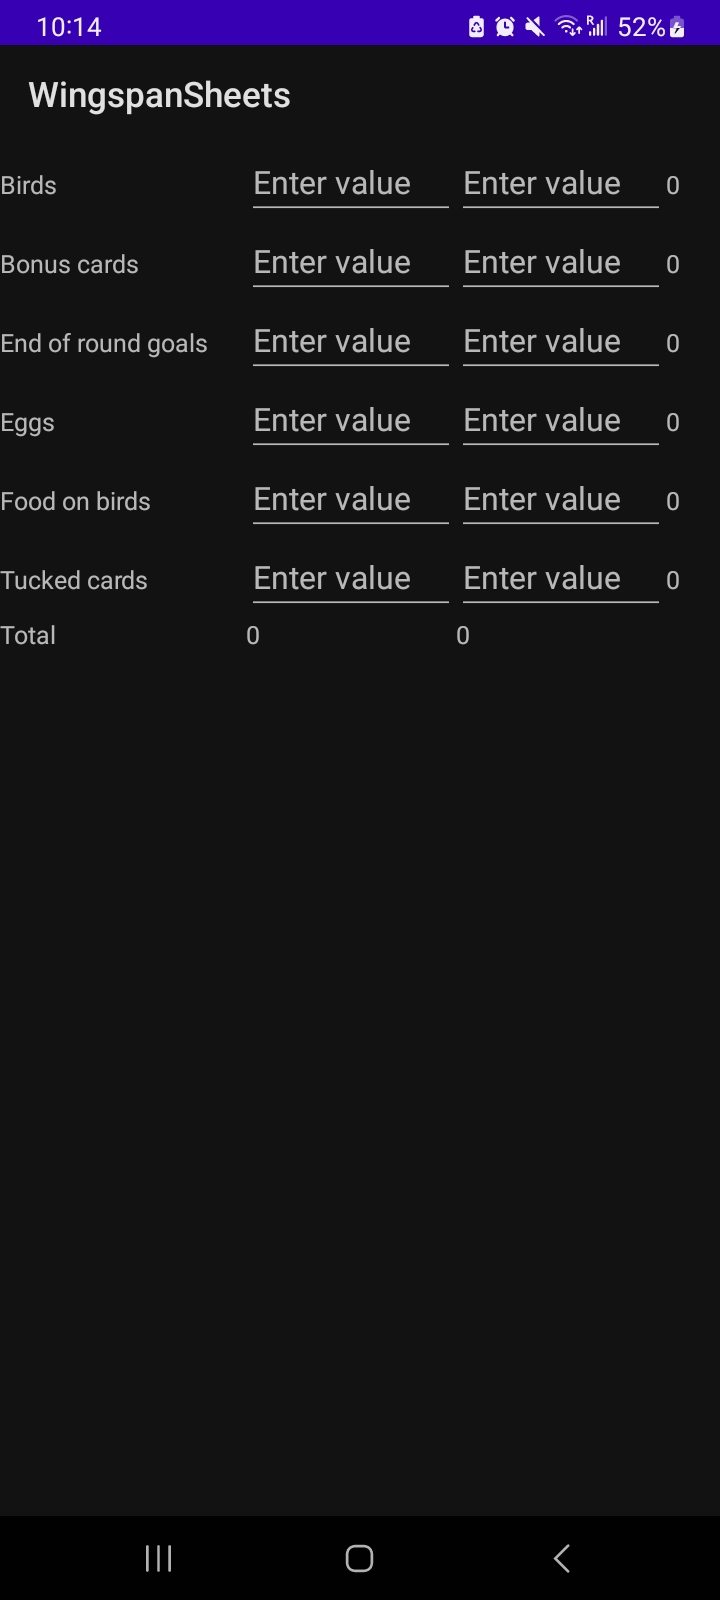 10:14 R 52%
WingspanSheets
Birds Enter value Enter value 0
Bonus cards Enter value Enter value 0
End of round goals Enter value Enter value 0
Eggs Enter value Enter value 0
Food on birds Enter value Enter value 0
Tucked cards Enter value Enter value 0
Total 0 0